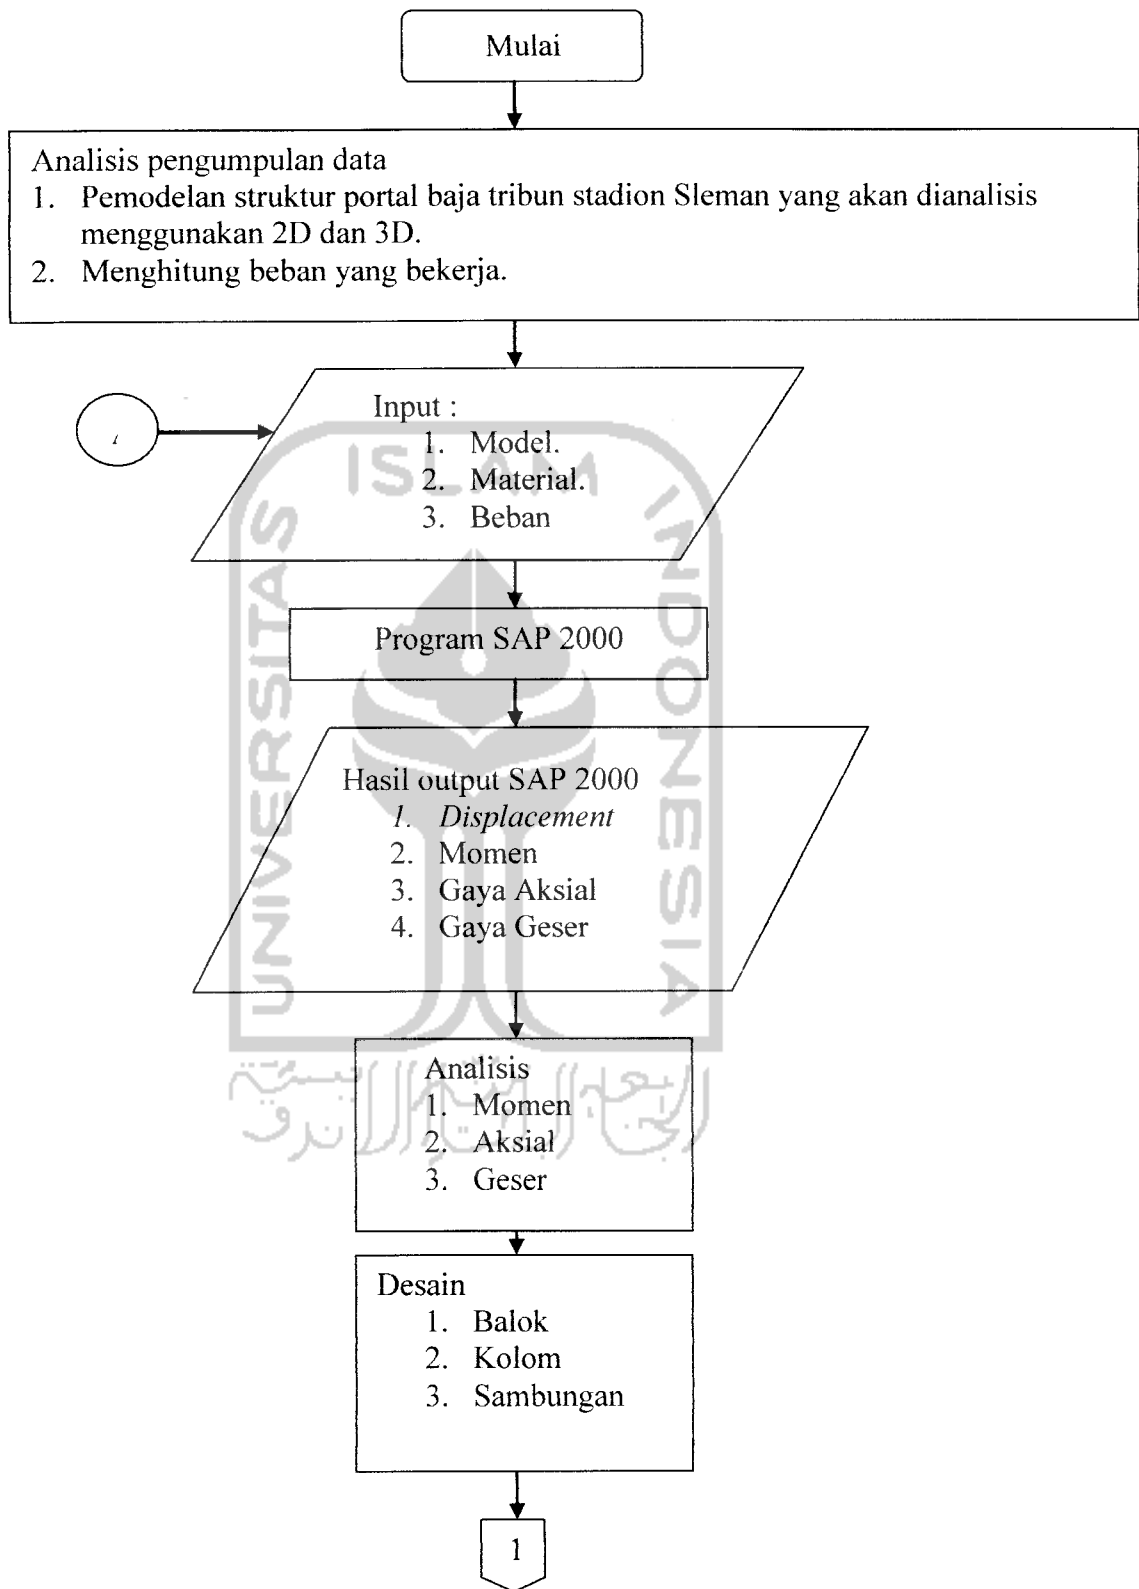 Mulai
Analisis pengumpulan data
1. Pemodelan struktur portal baja tribun stadion Sleman yang akan dianalisis
menggunakan 2D dan 3D.
2. Menghitung beban yang bekerja.
Input :
1. Model.
2. Material.
3. Beban
Program SAP 2000
Hasil output SAP 2000
1. Displacement
2. Momen
3. Gaya Aksial
4. Gaya Geser
Analisis
1. Momen
2. Aksial
3. Geser
Desain
1. Balok
2. Kolom
3. Sambungan
1
UNIVERSITAS
ISLAM
INDONESIA